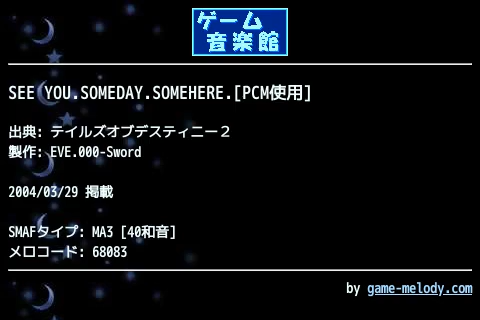 ゲーム
音楽館
SEE YOU.SOMEDAY.SOMEHERE.[PCM使用]
出典: テイルズオブデスティニー２
製作: EVE.000-Sword
2004/03/29 掲載
SMAFタイプ: MA3 [40和音]
メロコード: 68083
by game-melody.com